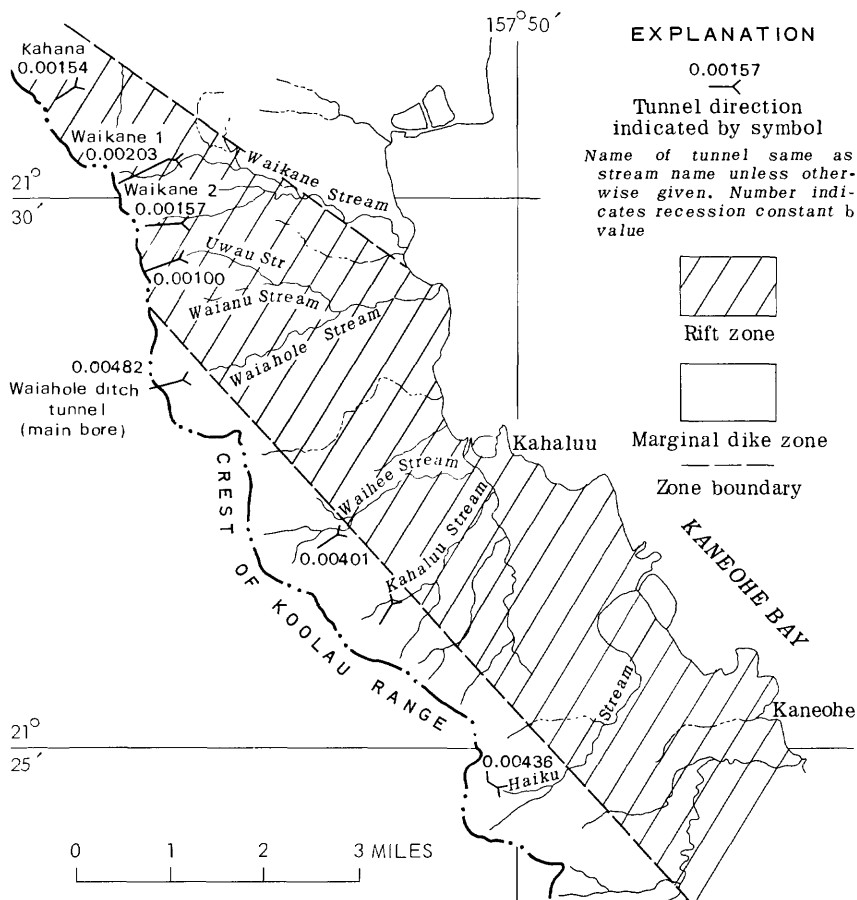 157° 50′
EXPLANATION
0.00157
Tunnel direction
indicated by symbol
Name of tunnel same as
stream name unless other-
wise given. Number indi-
cates recession constant b
value
Rift zone
Marginal dike zone
Zone boundary
Kahana
0.00154
Waikane 1
0.00203
21°
30′
Waikane 2
0.00157
Waikane Stream
Uwau Str
0.00100
Waianu Stream
Waiahole Stream
0.00482
Waiahole ditch
tunnel
(main bore)
Kahaluu
CREST
OF KOOLAU RANGE
Waihee Stream
0.00401
Kahaluu Stream
KANEOHE BAY
Stream
Kaneohe
21°
25′
0.00436
Haiku
0 1 2 3 MILES